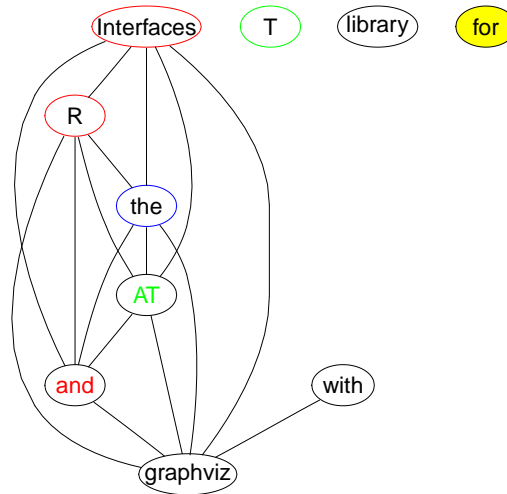 Interfaces T library for
R
the
AT
and with
graphviz